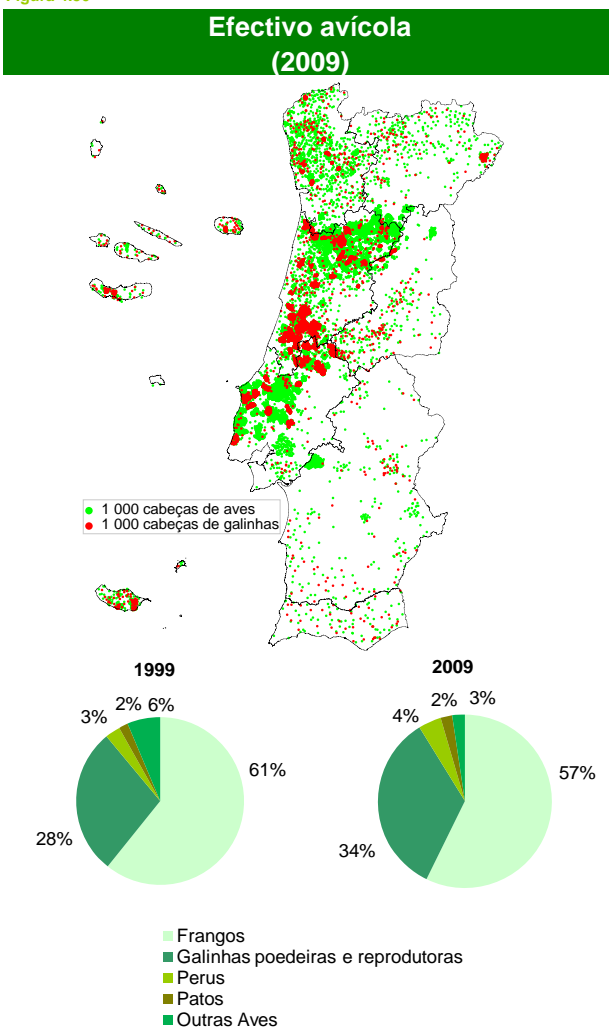 Efectivo avícola
(2009)
1 000 cabeças de aves
1 000 cabeças de galinhas
1999
2009
2% 6%
3%
61%
28%
2% 3%
4%
57%
34%
Frangos
Galinhas poedeiras e reprodutoras
Perus
Patos
Outras Aves